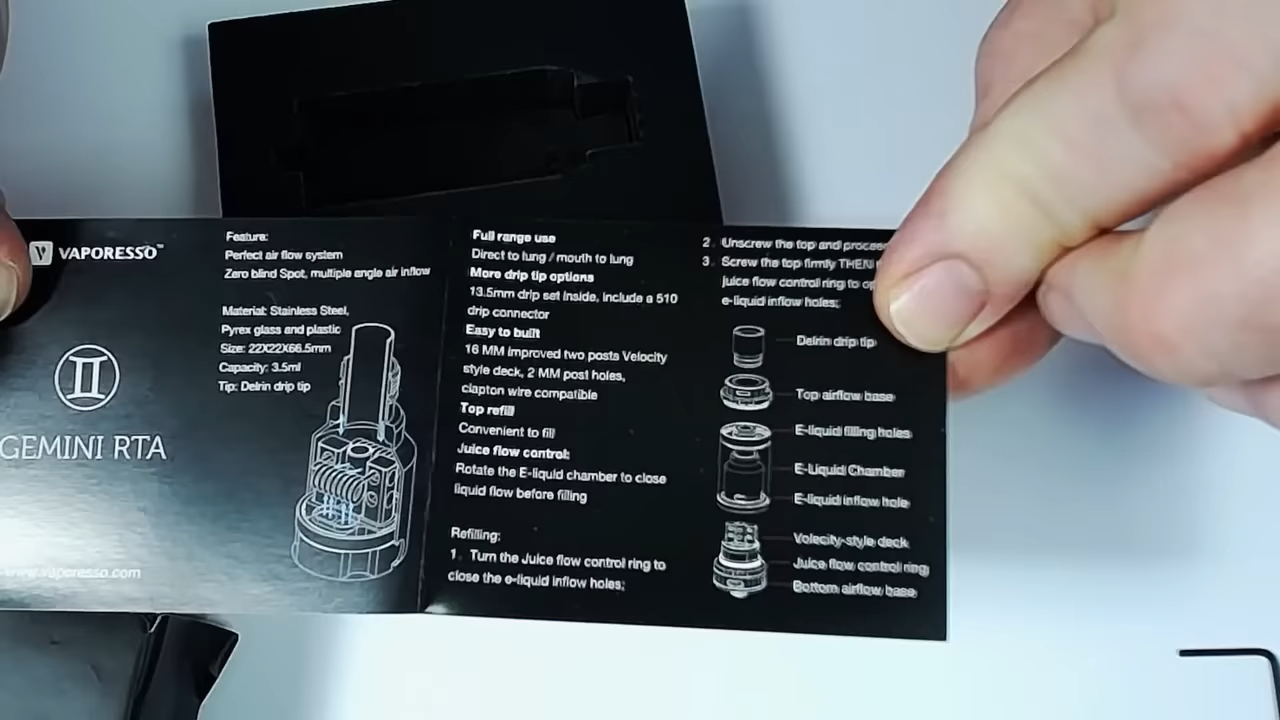 VAPORESSO™
II
GEMINI RTA
www.vaporesso.com
Feature:
Perfect air flow system
Zero blind Spot, multiple angle air inflow
Material: Stainless Steel,
Pyrex glass and plastic
Size: 22X22X66.5mm
Capacity: 3.5ml
Tip: Delrin drip tip
Full range use
Direct to lung / mouth to lung
More drip tip options
13.5mm drip set inside, include a 510
drip connector
Easy to built
16 MM improved two posts Velocity
style deck, 2 MM post holes,
clapton wire compatible
Top refill
Convenient to fill
Juice flow control:
Rotate the E-liquid chamber to close
liquid flow before filling
Refilling:
1. Turn the Juice flow control ring to
close the e-liquid inflow holes;
2. Unscrew the top and
3. Screw the top firmly THEN
juice flow control ring to
e-liquid inflow holes;
Delrin drip tip
Top airflow base
E-liquid filling holes
E-Liquid Chamber
E-liquid inflow hole
Volecity-style deck
Juice flow control ring
Bottom airflow base